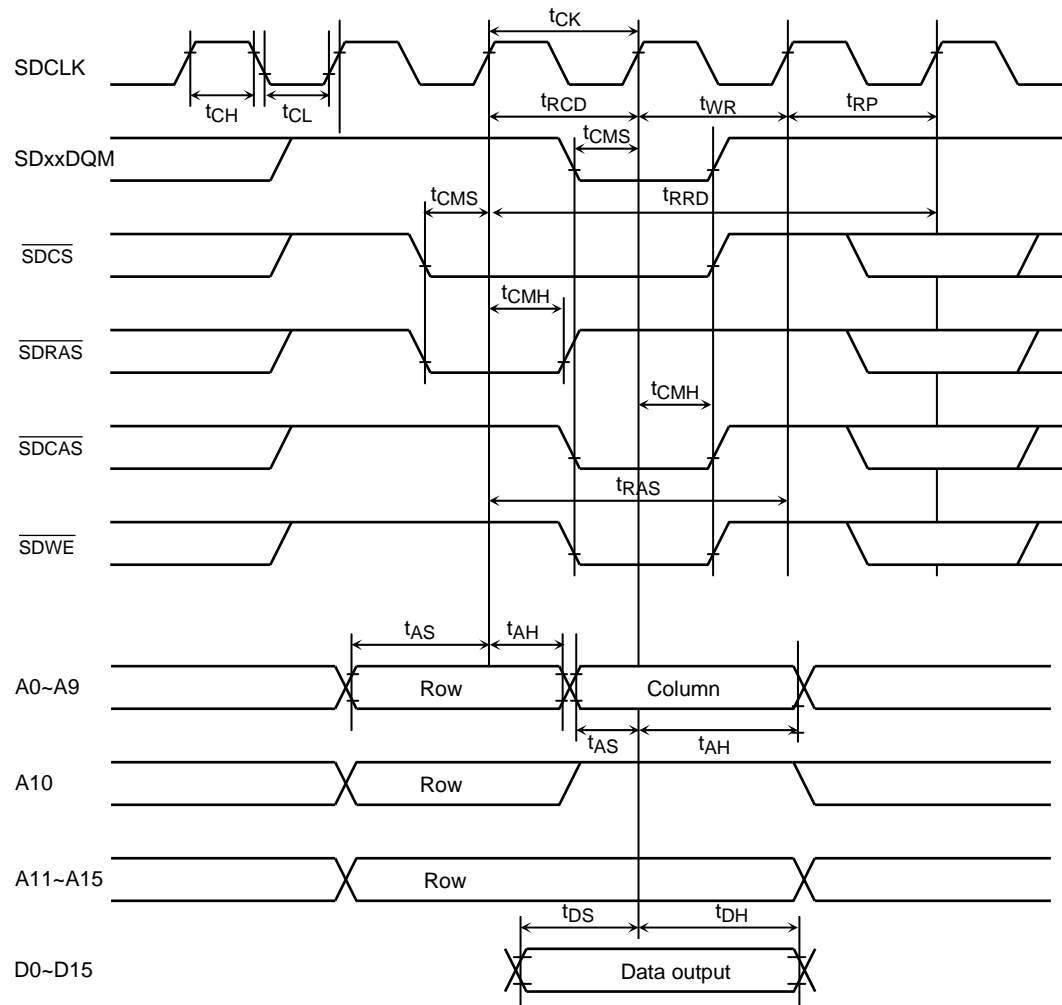 tCK
SDCLK
tCH
tCL
tRCD
tWR
tRP
tCMS
SDxxDQM
tCMS
tRRD
SDCS
tCMH
SDRAS
tCMH
SDCAS
tRAS
SDWE
tAS
tAH
A0~A9
Row
Column
tAS
tAH
A10
Row
A11~A15
Row
tDS
tDH
D0~D15
Data output